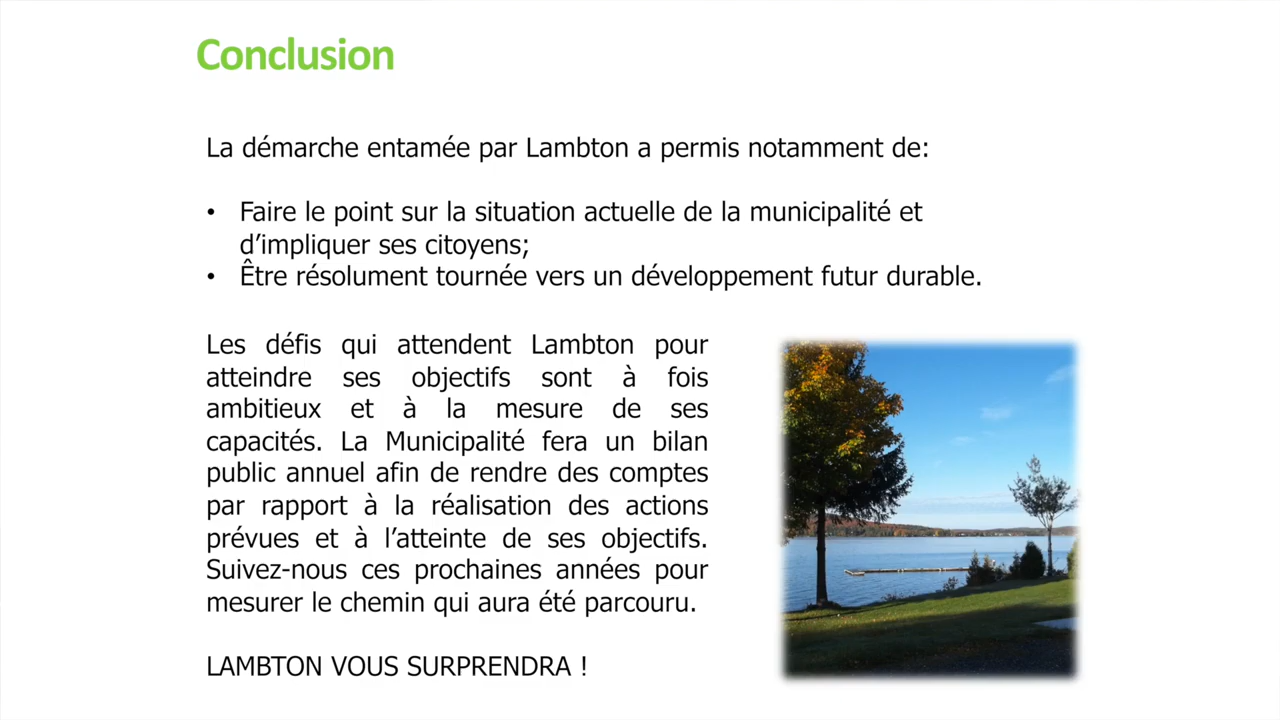 Conclusion
La démarche entamée par Lambton a permis notamment de:
• Faire le point sur la situation actuelle de la municipalité et
d’impliquer ses citoyens;
• Être résolument tournée vers un développement futur durable.
Les défis qui attendent Lambton pour
atteindre ses objectifs sont à fois
ambitieux et à la mesure de ses
capacités. La Municipalité fera un bilan
public annuel afin de rendre des comptes
par rapport à la réalisation des actions
prévues et à l’atteinte de ses objectifs.
Suivez-nous ces prochaines années pour
mesurer le chemin qui aura été parcouru.
LAMBTON VOUS SURPRENDRA !